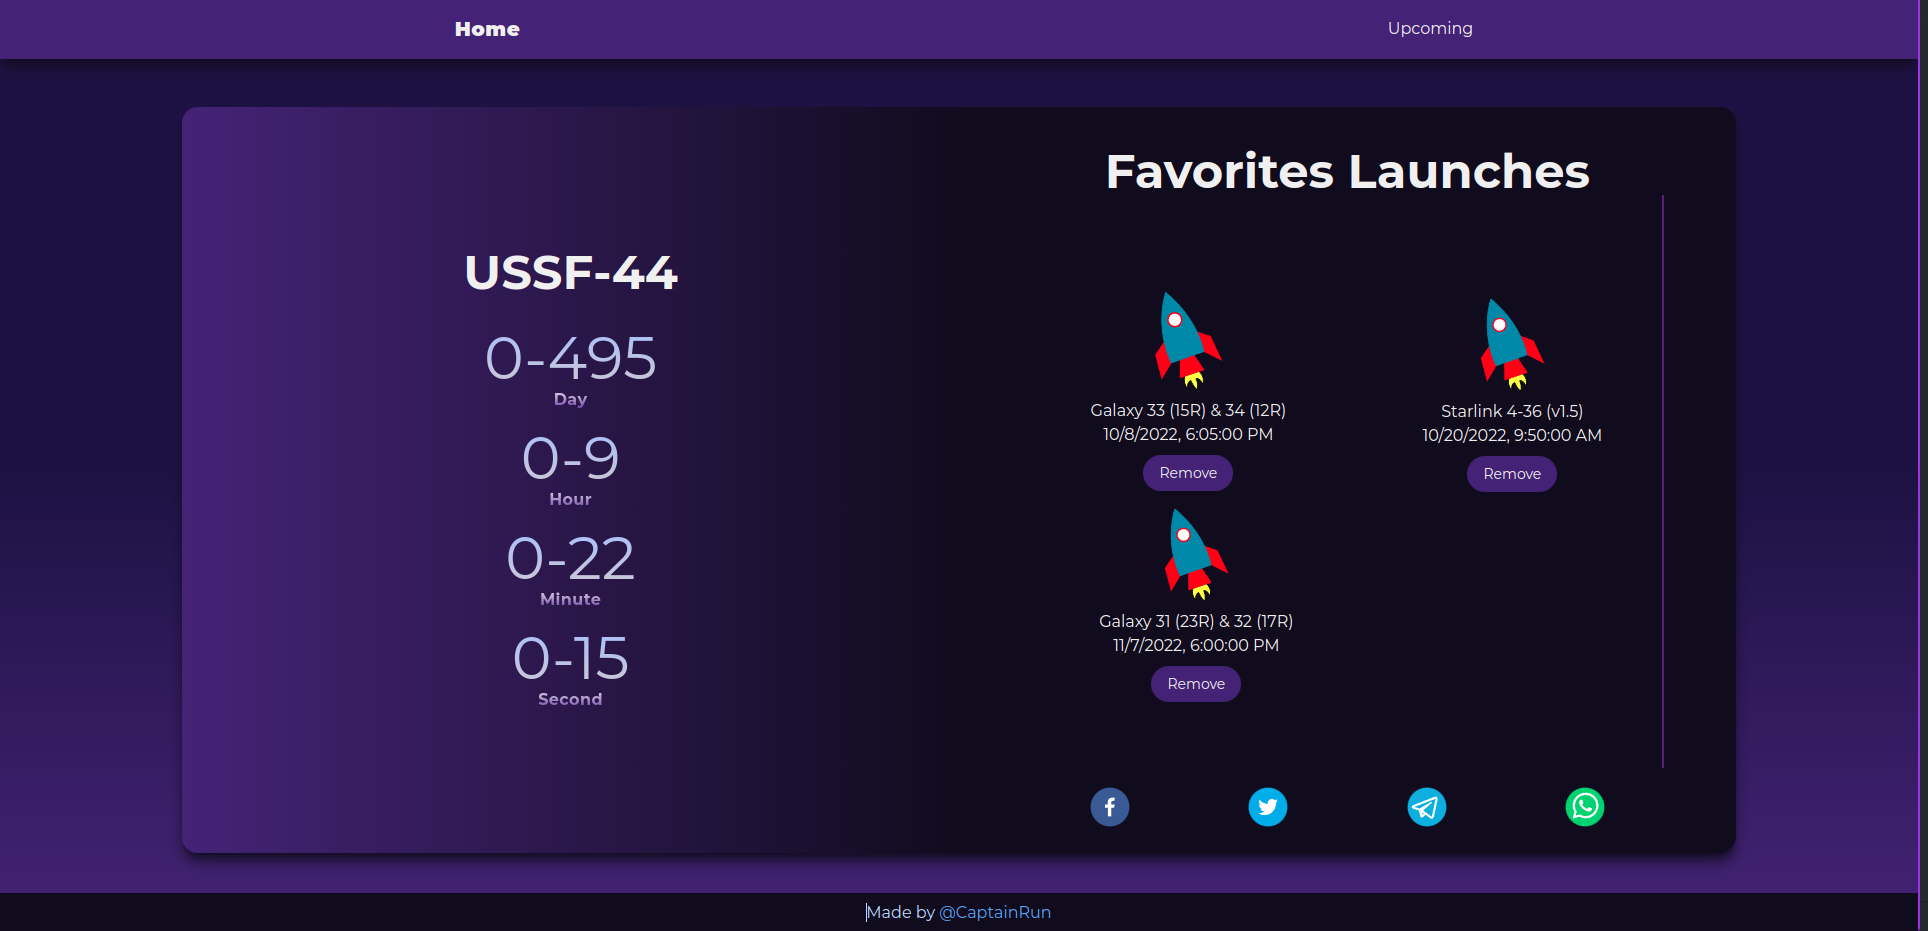 Home
Upcoming
USSF-44
0-495
Day
0-9
Hour
0-22
Minute
0-15
Second
Favorites Launches
Galaxy 33 (15R) & 34 (12R)
10/8/2022, 6:05:00 PM
Remove
Starlink 4-36 (v1.5)
10/20/2022, 9:50:00 AM
Remove
Galaxy 31 (23R) & 32 (17R)
11/7/2022, 6:00:00 PM
Remove
Made by @CaptainRun